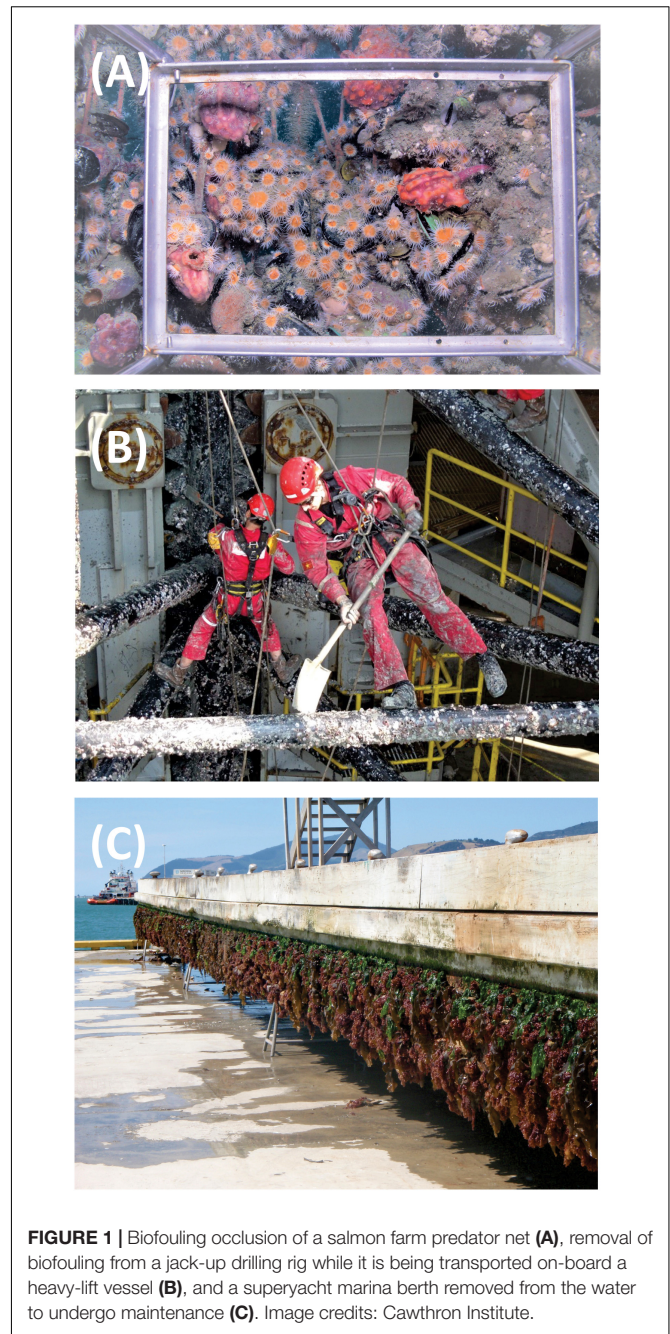 (A)
(B)
(C)
FIGURE 1 | Biofouling occlusion of a salmon farm predator net (A), removal of
biofouling from a jack-up drilling rig while it is being transported on-board a
heavy-lift vessel (B), and a superyacht marina berth removed from the water
to undergo maintenance (C). Image credits: Cawthron Institute.